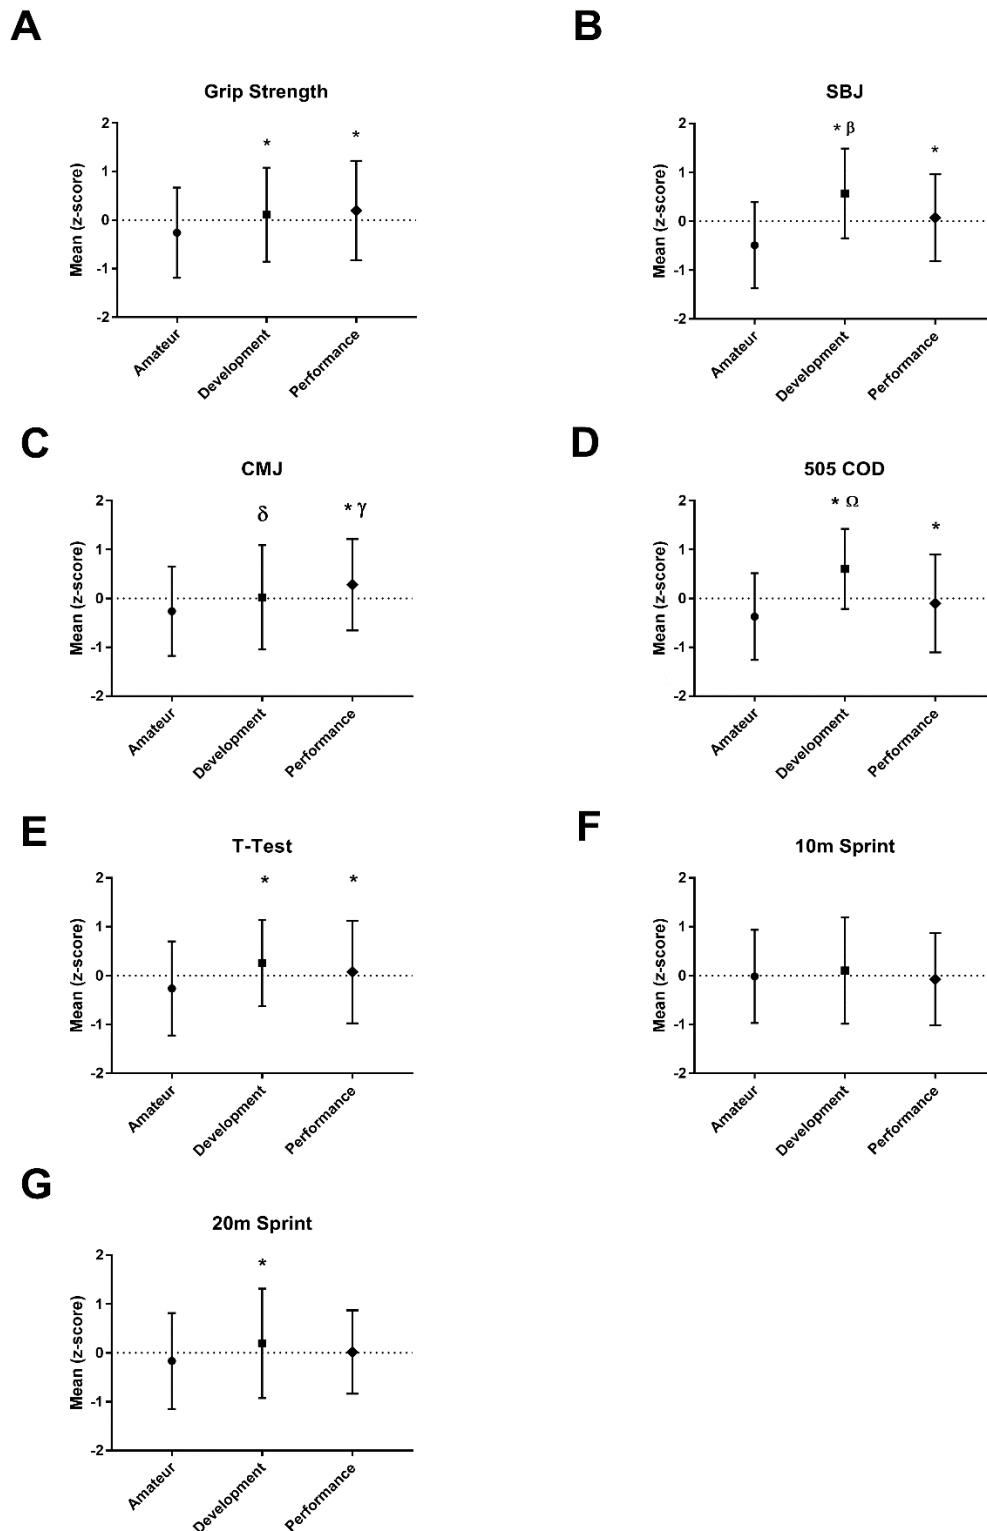 A
Grip Strength
*
*
2
1
0
-1
-2
Mean (z-score)
Amateur
Development
Performance
B
SBJ
* β
*
2
1
0
-1
-2
Mean (z-score)
Amateur
Development
Performance
C
CMJ
δ
* γ
2
1
0
-1
-2
Mean (z-score)
Amateur
Development
Performance
D
505 COD
* Ω
*
2
1
0
-1
-2
Mean (z-score)
Amateur
Development
Performance
E
T-Test
*
*
2
1
0
-1
-2
Mean (z-score)
Amateur
Development
Performance
F
10m Sprint
2
1
0
-1
-2
Mean (z-score)
Amateur
Development
Performance
G
20m Sprint
*
2
1
0
-1
-2
Mean (z-score)
Amateur
Development
Performance